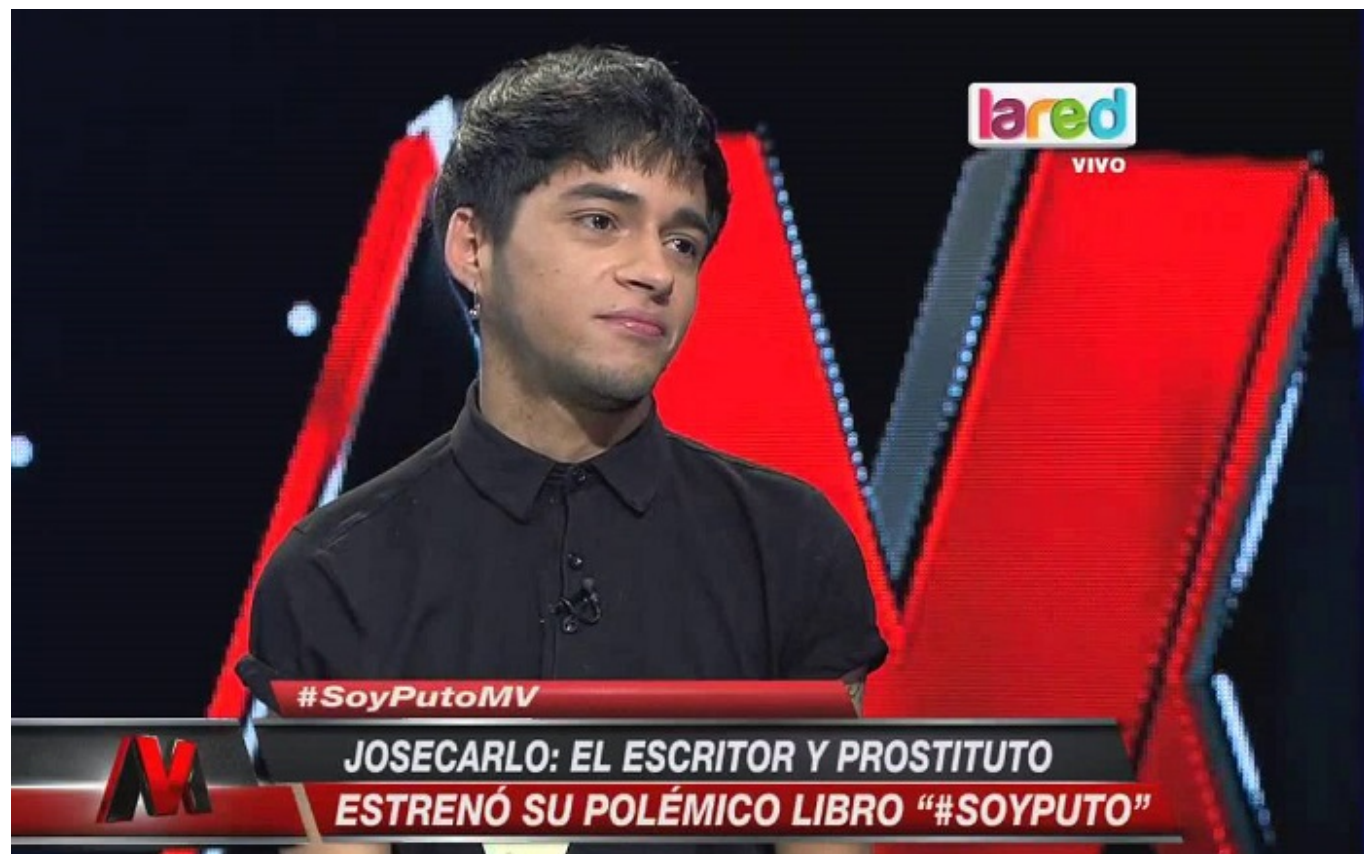 lared
VIVO
#SoyPutoMV
JOSECARLO: EL ESCRITOR Y PROSTITUTO
ESTRENÓ SU POLÉMICO LIBRO “#SOYPUTO”